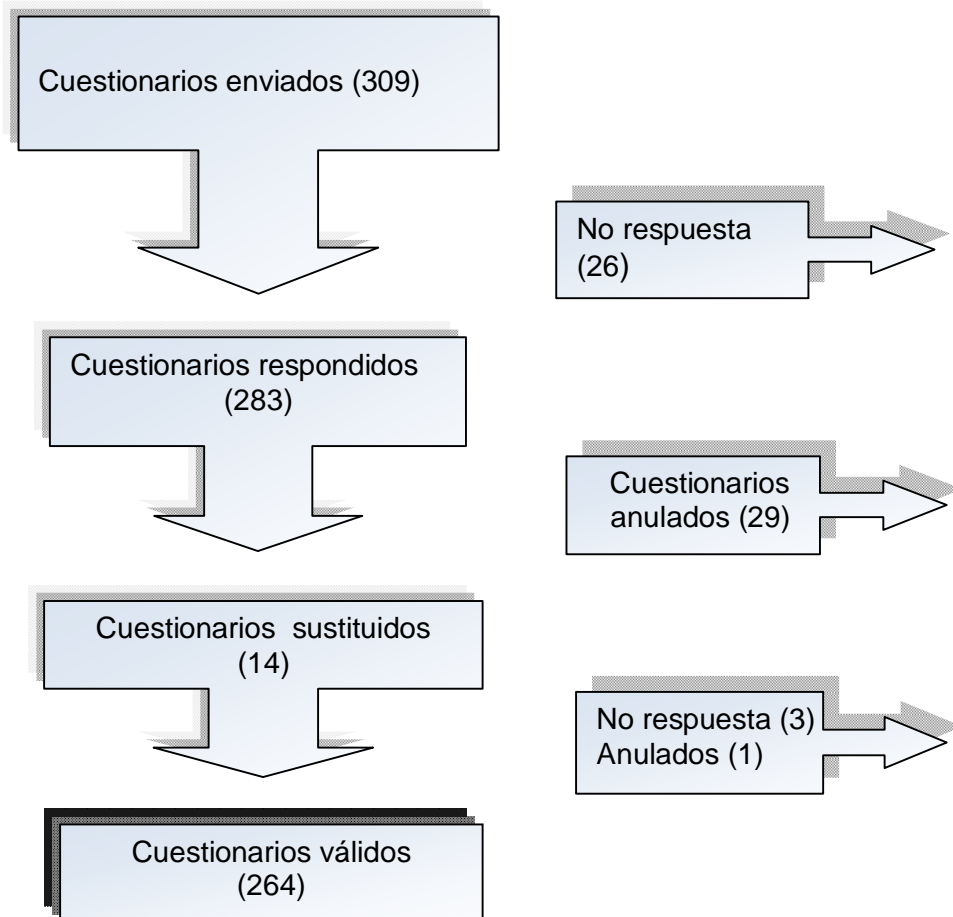 Cuestionarios enviados (309)
No respuesta
(26)
Cuestionarios respondidos
(283)
Cuestionarios
anulados (29)
Cuestionarios sustituidos
(14)
No respuesta (3)
Anulados (1)
Cuestionarios válidos
(264)